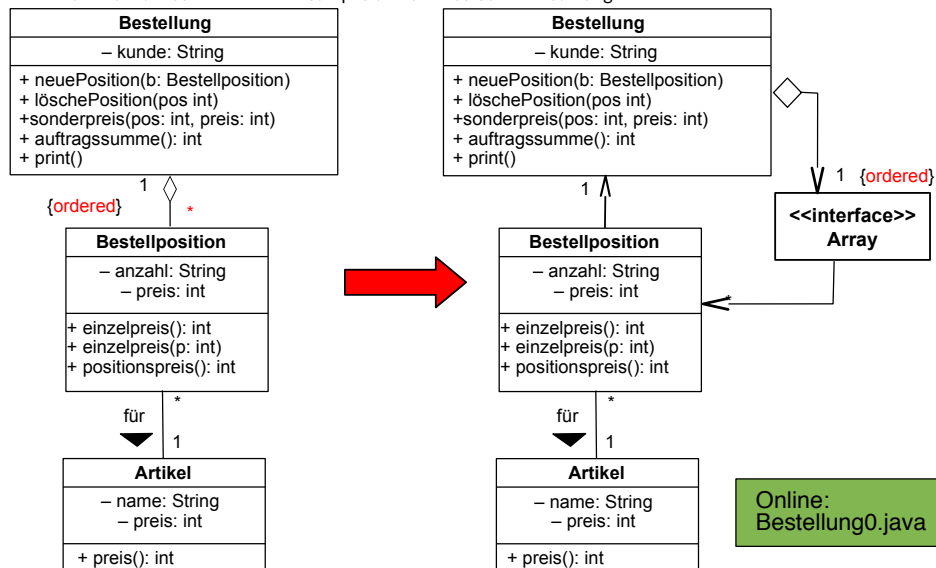 Bestellung
– kunde: String
+ neuePosition(b: Bestellposition)
+ löschePosition(pos int)
+sonderpreis(pos: int, preis: int)
+ auftragssumme(): int
+ print()
1
{ordered}
*
Bestellposition
– anzahl: String
– preis: int
+ einzelpreis(): int
+ einzelpreis(p: int)
+ positionspreis(): int
*
für
1
Artikel
– name: String
– preis: int
+ preis(): int
Bestellung
– kunde: String
+ neuePosition(b: Bestellposition)
+ löschePosition(pos int)
+sonderpreis(pos: int, preis: int)
+ auftragssumme(): int
+ print()
1
1 {ordered}
<<interface>>
Array
Bestellposition
– anzahl: String
– preis: int
*
+ einzelpreis(): int
+ einzelpreis(p: int)
+ positionspreis(): int
*
für
1
Artikel
– name: String
– preis: int
+ preis(): int
Online:
Bestellung0.java